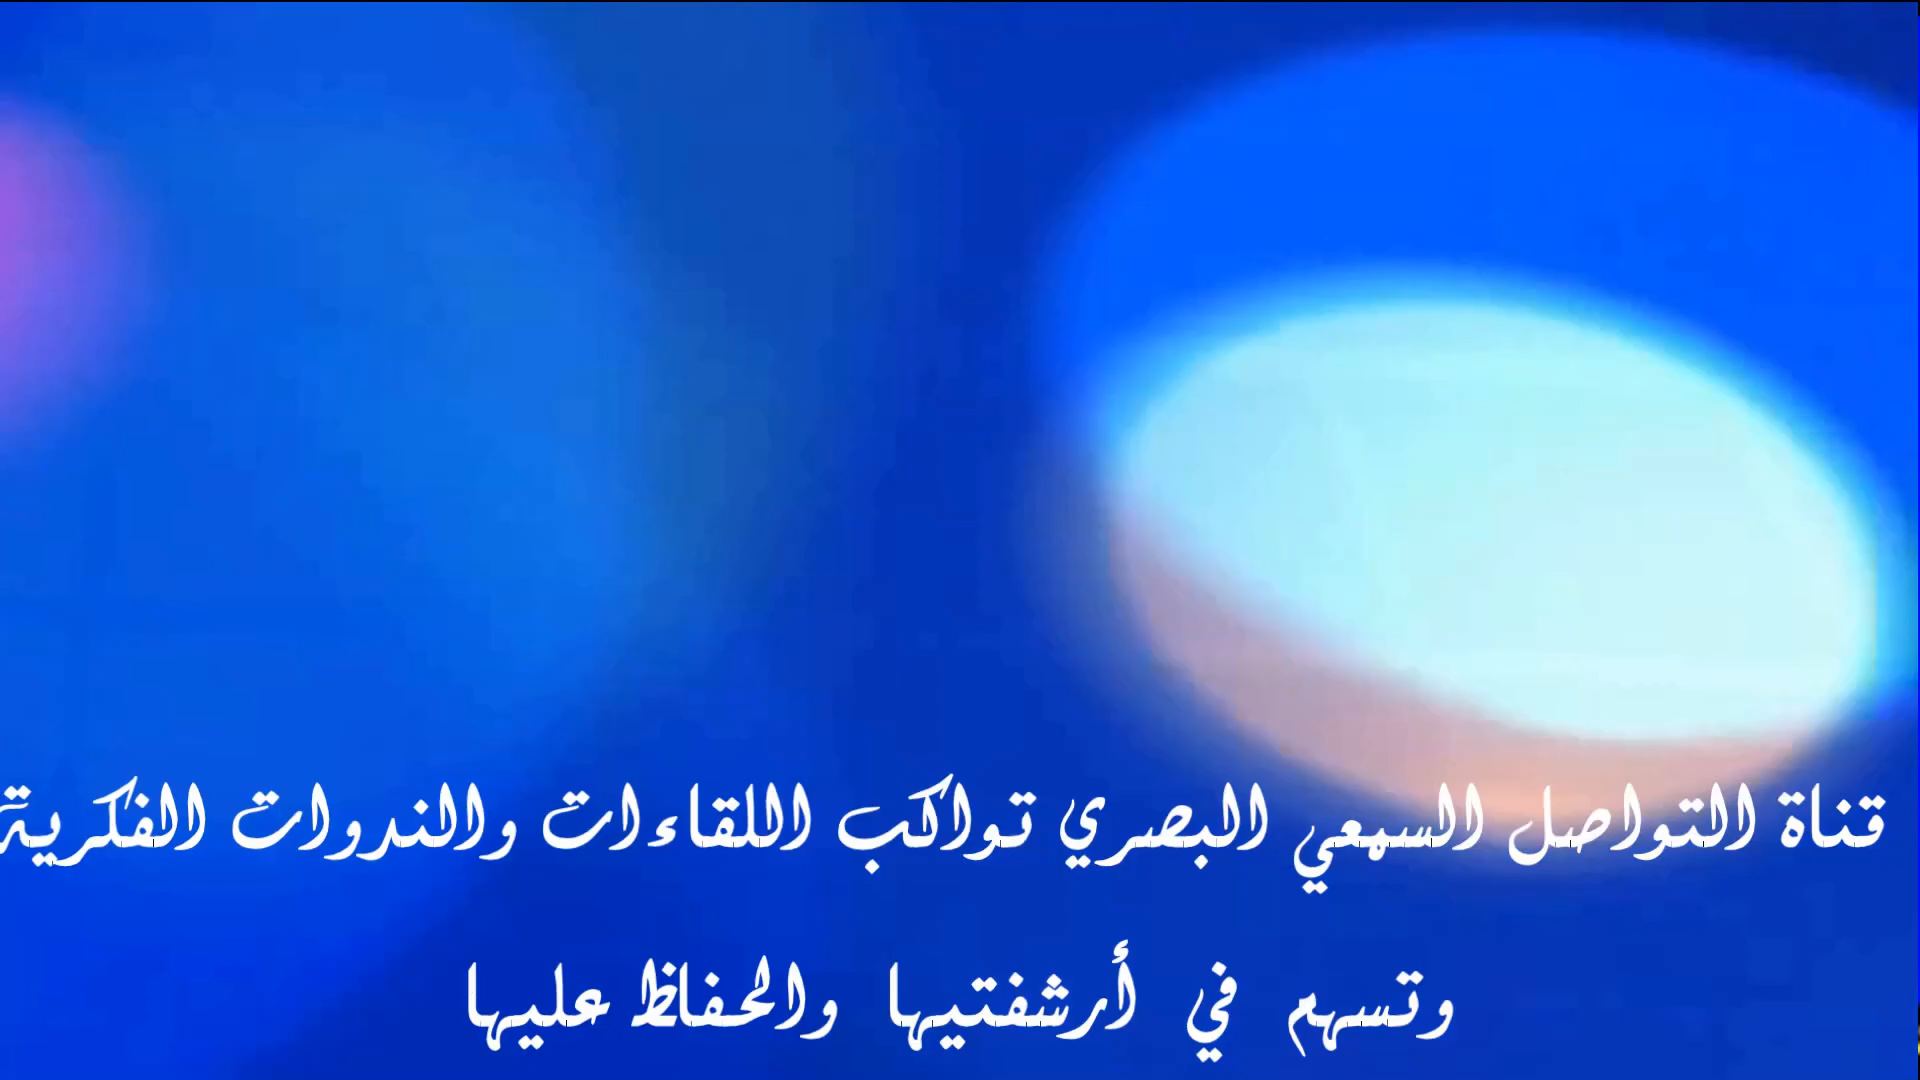 قناة التواصل السمعي البصري تواكب اللقاءات والندوات الفكرية
وتسهم في أرشفتيها والحفاظ عليها